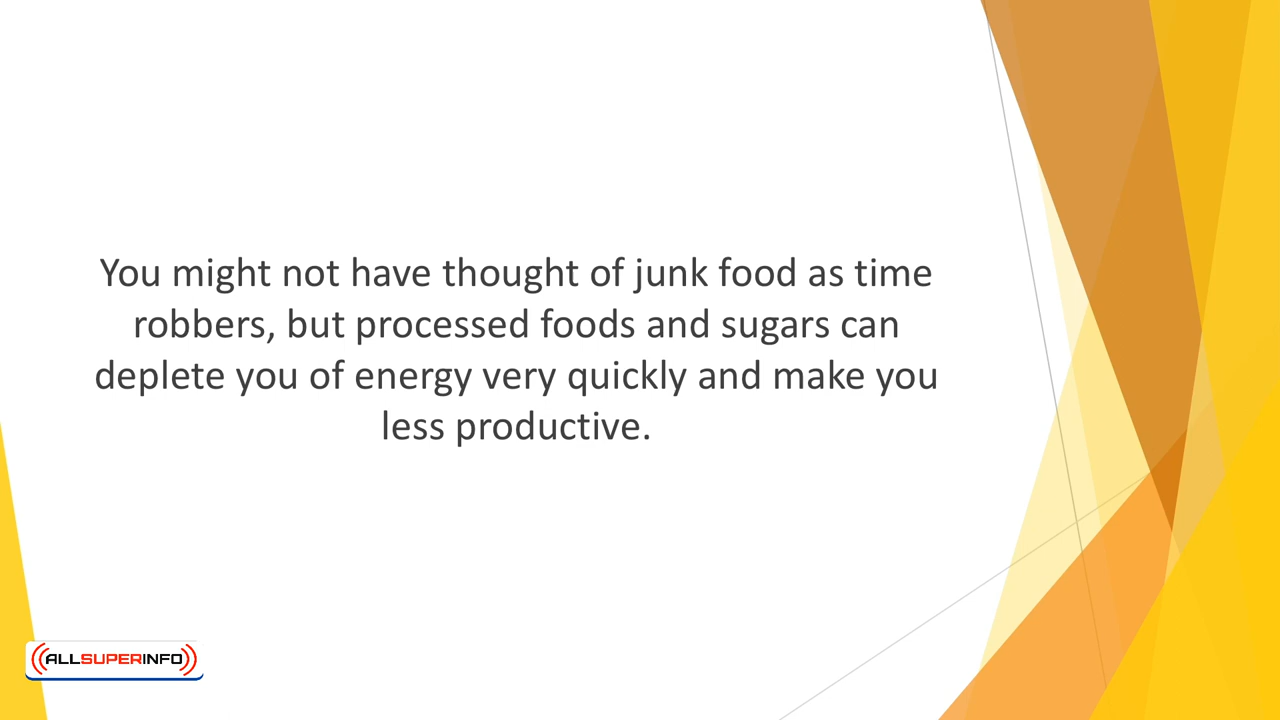 You might not have thought of junk food as time
robbers, but processed foods and sugars can
deplete you of energy very quickly and make you
less productive.
ALLSUPERINFO